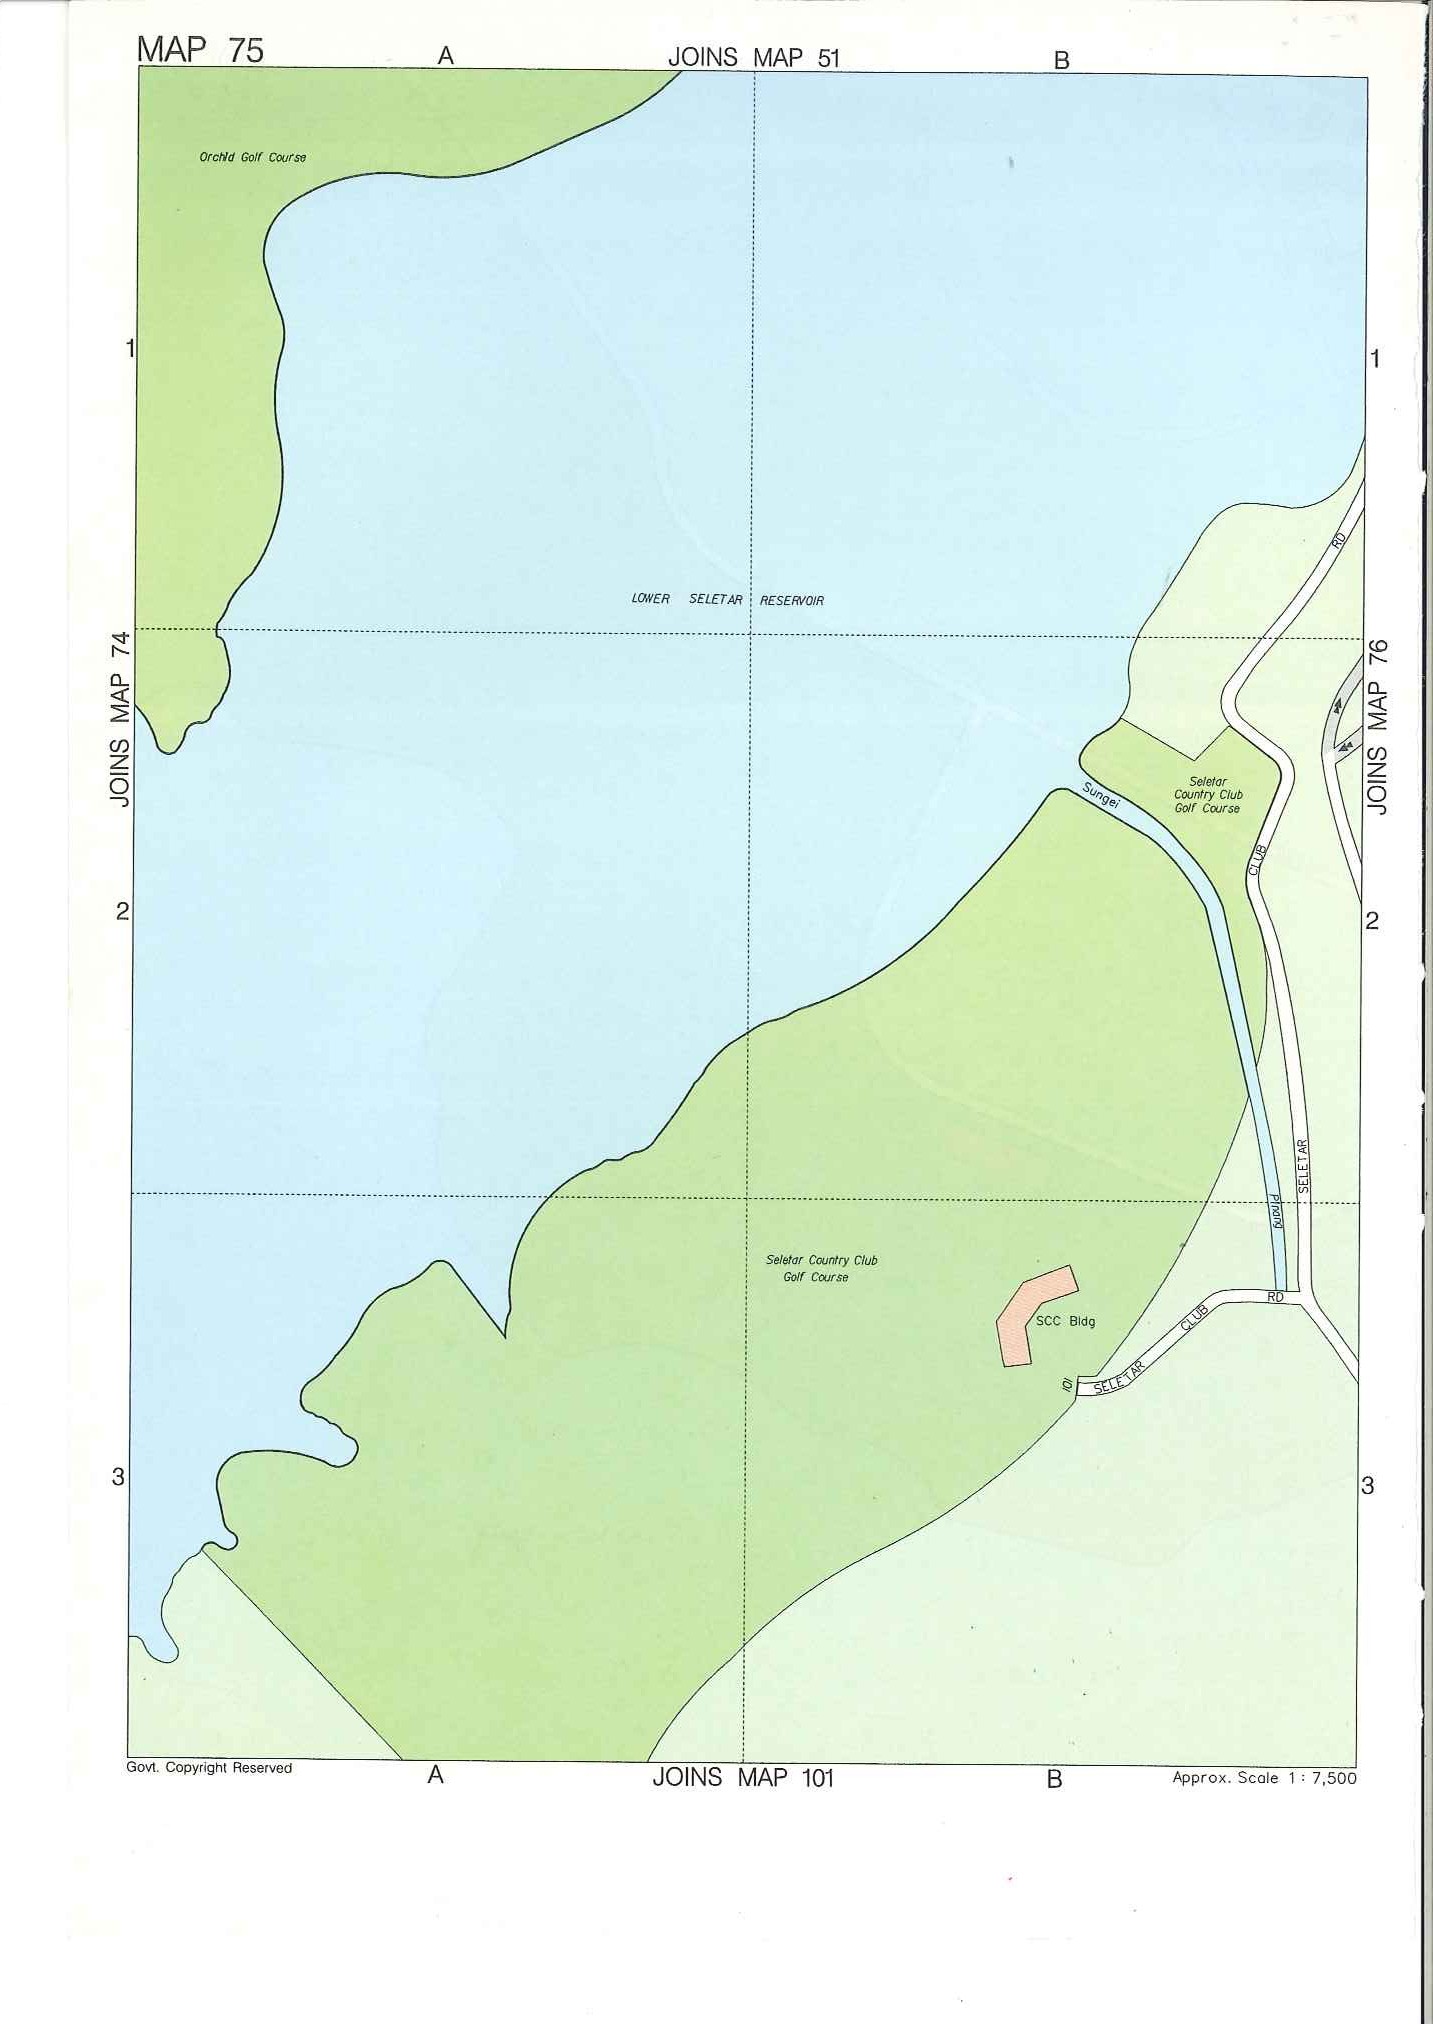 MAP 75
A
JOINS MAP 51
B
Orchid Golf Course
1
1
LOWER SELETAR RESERVOIR
RD
JOINS MAP 74
JOINS MAP 76
Seletar
Country Club
Golf Course
Sungei
CLUB
2
2
SELETAR
Pinang
Seletar Country Club
Golf Course
RD
CLUB
SCC Bldg
SELETAR
101
3
3
Govt. Copyright Reserved
A
JOINS MAP 101
B
Approx. Scale 1 : 7,500